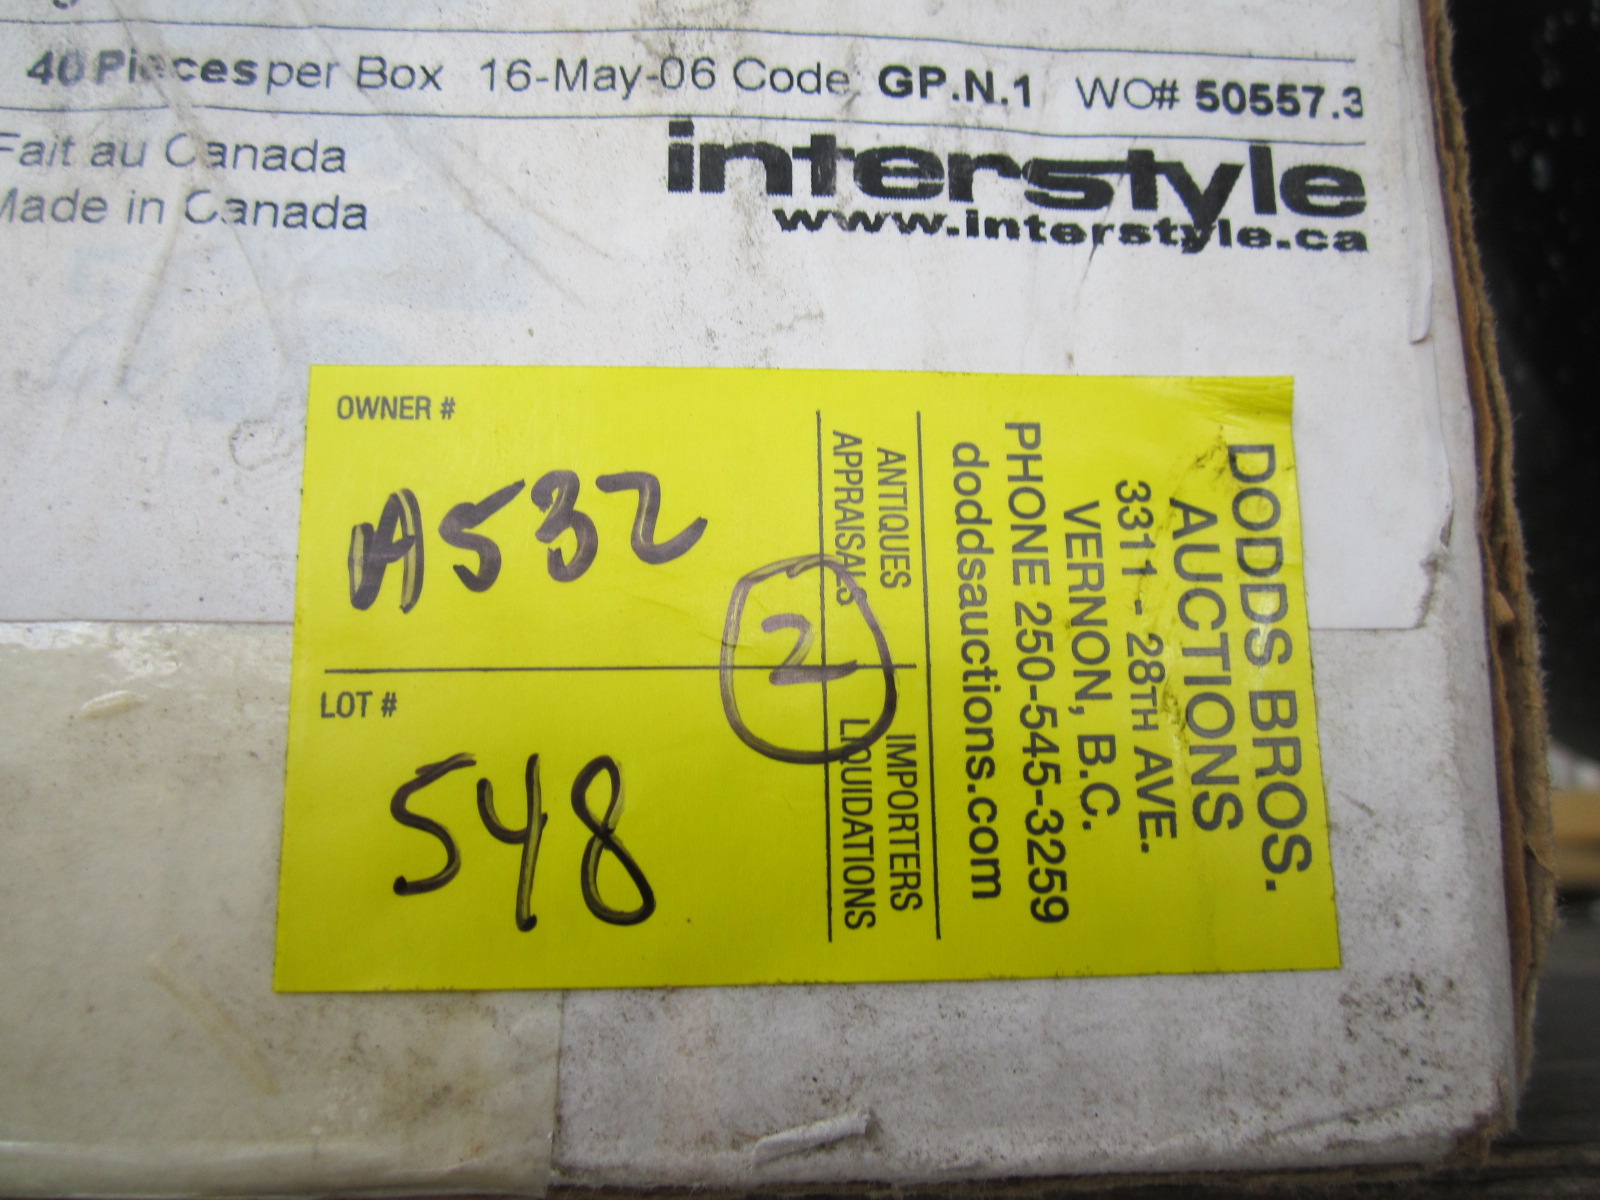 40 Pieces per Box 16-May-06 Code: GP.N.1 WO# 50557.3
Fait au Canada
Made in Canada
interstyle
www.interstyle.ca
OWNER #
A532
2
LOT #
548
DODDS BROS.
AUCTIONS
3311 - 28TH AVE.
VERNON, B.C.
PHONE 250-545-3259
doddsauctions.com
ANTIQUES IMPORTERS
APPRAISALS LIQUIDATIONS